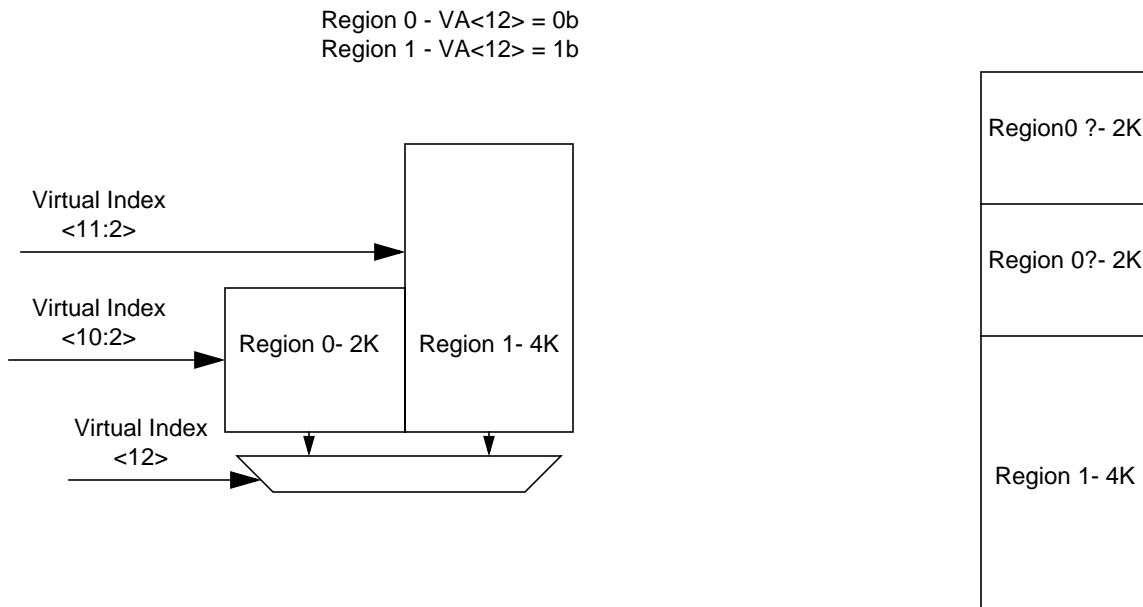 Region 0 - VA<12> = 0b
Region 1 - VA<12> = 1b
Region0 ?- 2K
Virtual Index
<11:2>
Region 0?- 2K
Virtual Index
<10:2>
Region 0- 2K
Region 1- 4K
Virtual Index
<12>
Region 1- 4K